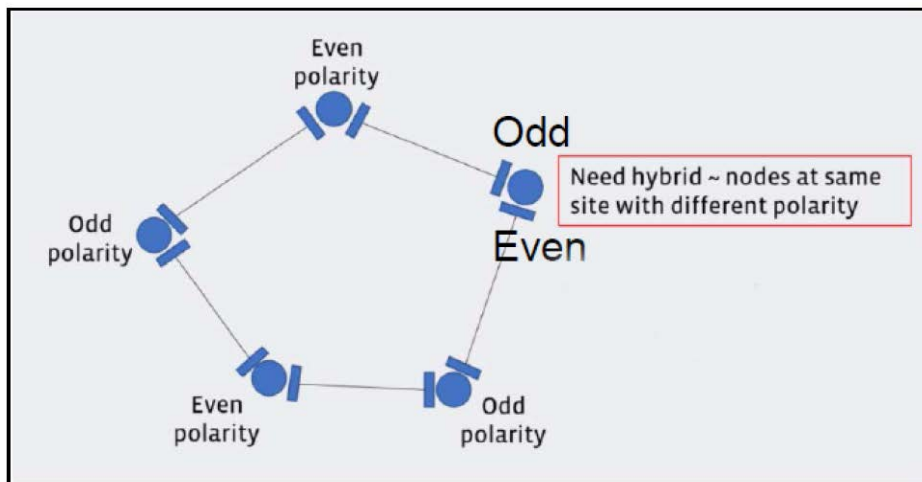 Even
polarity
Odd
Need hybrid ~ nodes at same
site with different polarity
Odd
polarity
Even
Even
polarity
Odd
polarity